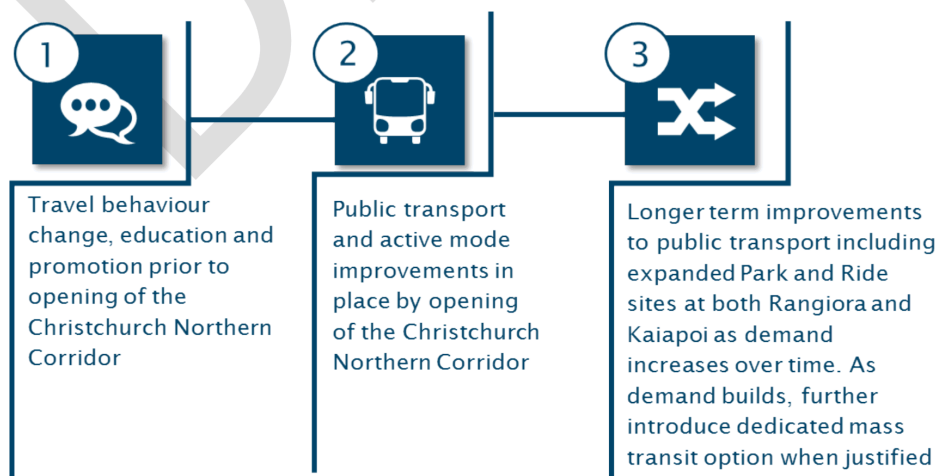 1
Travel behaviour
change, education and
promotion prior to
opening of the
Christchurch Northern
Corridor
2
Public transport
and active mode
improvements in
place by opening
of the Christchurch
Northern Corridor
3
Longer term improvements
to public transport including
expanded Park and Ride
sites at both Rangiora and
Kaiapoi as demand
increases over time. As
demand builds, further
introduce dedicated mass
transit option when justified